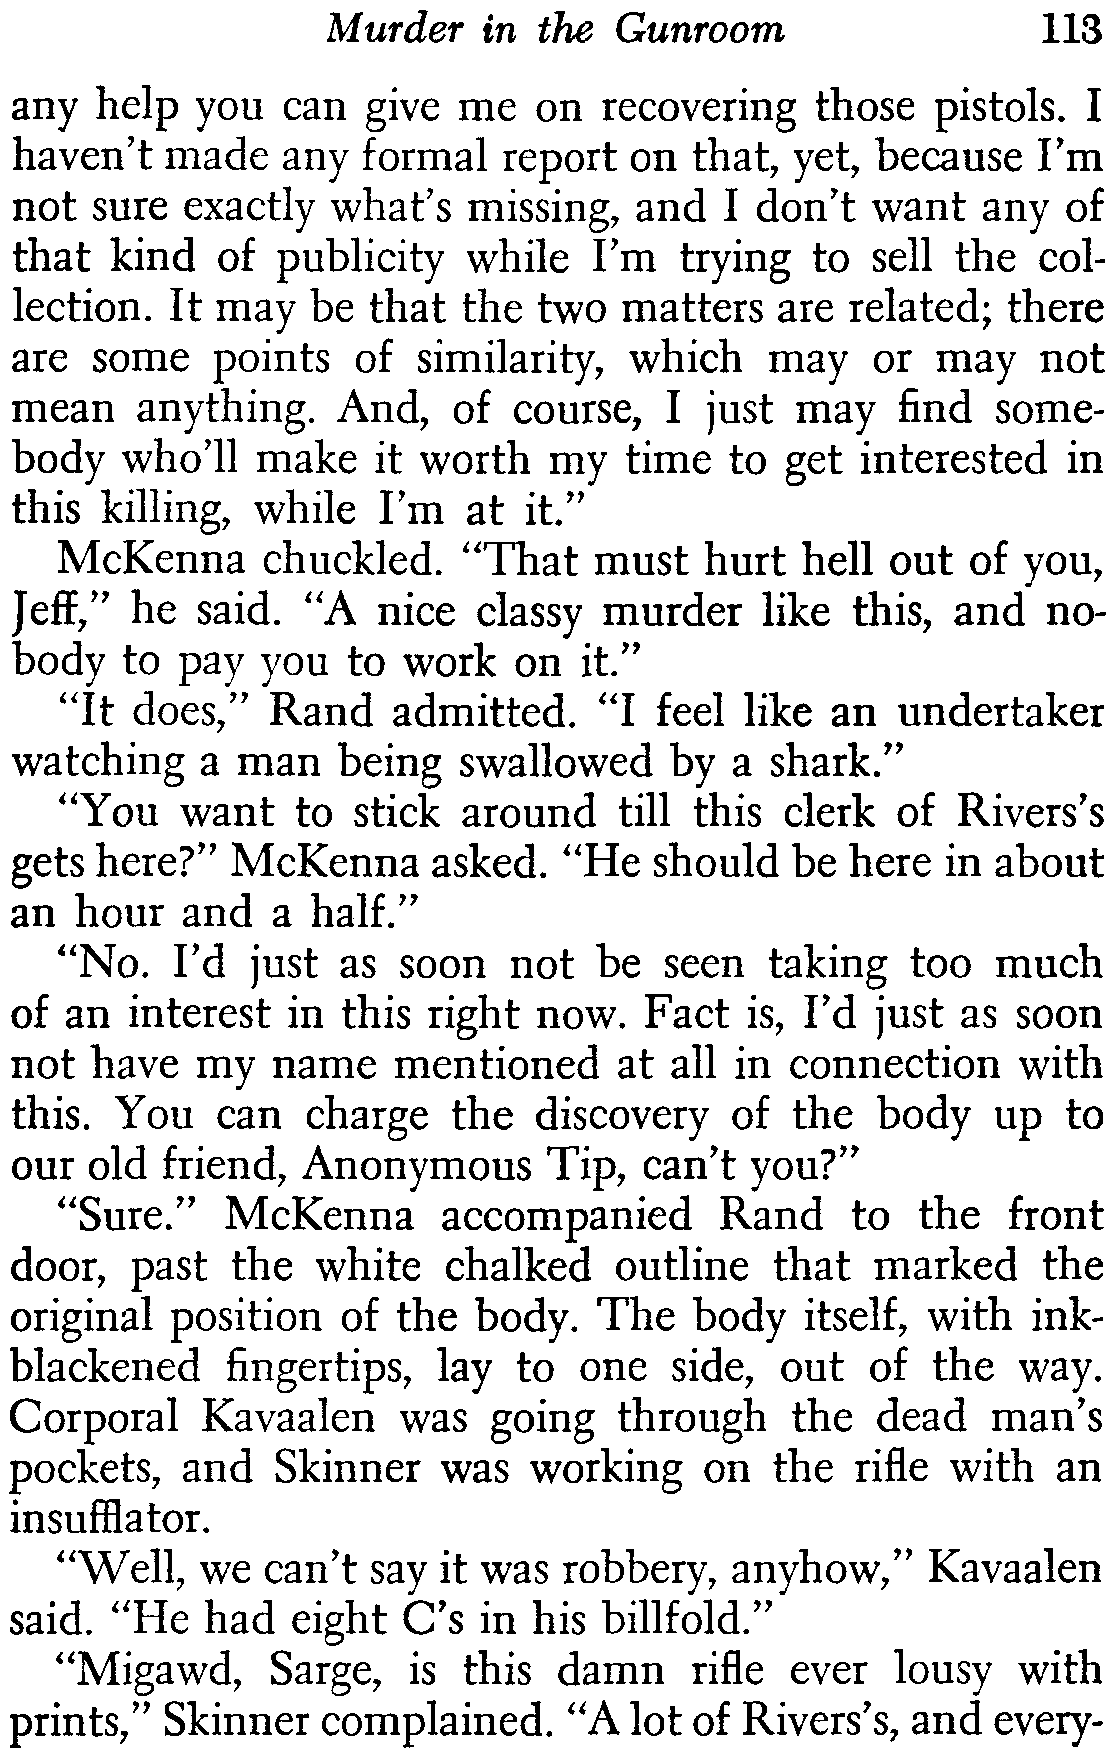 Murder in the Gunroom 113
any help you can give me on recovering those pistols. I
haven't made any formal report on that, yet, because I'm
not sure exactly what's missing, and I don't want any of
that kind of publicity while I'm trying to sell the col-
lection. It may be that the two matters are related; there
are some points of similarity, which may or may not
mean anything. And, of course, I just may find some-
body who'll make it worth my time to get interested in
this killing, while I'm at it."
McKenna chuckled. "That must hurt hell out of you,
Jeff," he said. "A nice classy murder like this, and no-
body to pay you to work on it."
"It does," Rand admitted. "I feel like an undertaker
watching a man being swallowed by a shark."
"You want to stick around till this clerk of Rivers's
gets here?" McKenna asked. "He should be here in about
an hour and a half."
"No. I'd just as soon not be seen taking too much
of an interest in this right now. Fact is, I'd just as soon
not have my name mentioned at all in connection with
this. You can charge the discovery of the body up to
our old friend, Anonymous Tip, can't you?"
"Sure." McKenna accompanied Rand to the front
door, past the white chalked outline that marked the
original position of the body. The body itself, with ink-
blackened fingertips, lay to one side, out of the way.
Corporal Kavaalen was going through the dead man's
pockets, and Skinner was working on the rifle with an
insufflator.
"Well, we can't say it was robbery, anyhow," Kavaalen
said. "He had eight C's in his billfold."
"Migawd, Sarge, is this damn rifle ever lousy with
prints," Skinner complained. "A lot of Rivers's, and every-